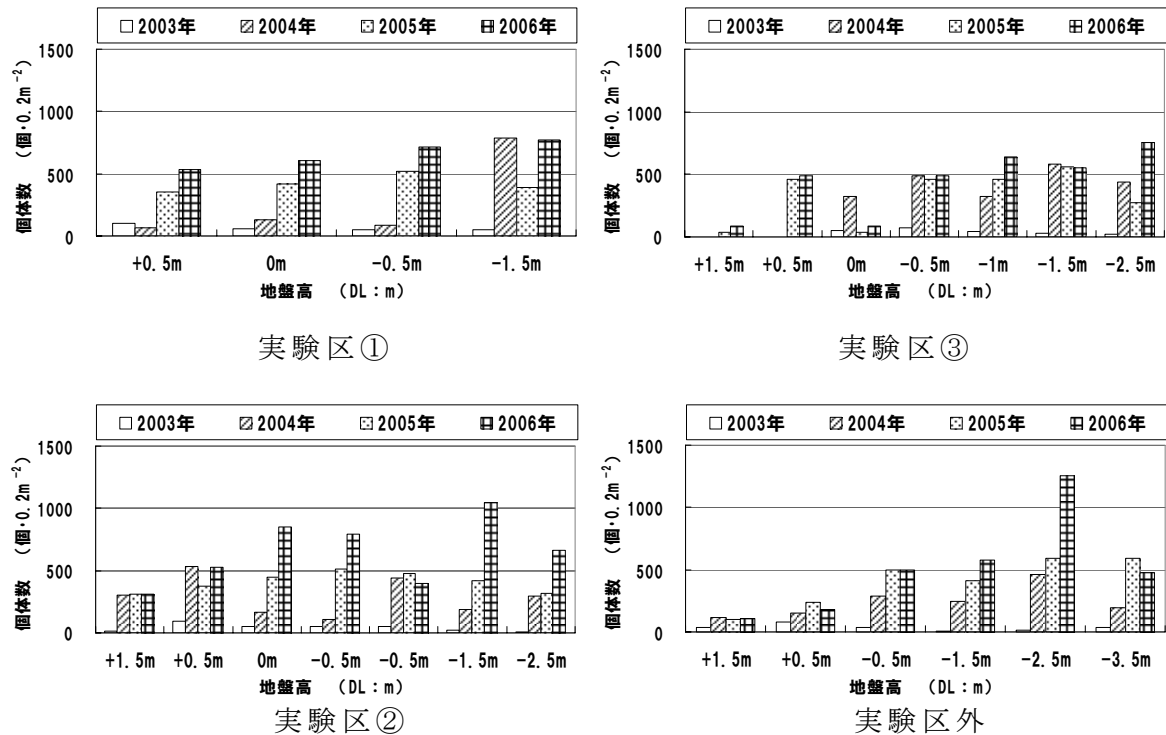 □2003年 ▨2004年 ▒2005年 ▦2006年
個体数 (個・0.2m⁻²)
1500
1000
500
0
+0.5m 0m -0.5m -1.5m
地盤高 (DL:m)
実験区①
□2003年 ▨2004年 ▒2005年 ▦2006年
個体数 (個・0.2m⁻²)
1500
1000
500
0
+1.5m +0.5m 0m -0.5m -1m -1.5m -2.5m
地盤高 (DL:m)
実験区③
□2003年 ▨2004年 ▒2005年 ▦2006年
個体数 (個・0.2m⁻²)
1500
1000
500
0
+1.5m +0.5m 0m -0.5m -0.5m -1.5m -2.5m
地盤高 (DL:m)
実験区②
□2003年 ▨2004年 ▒2005年 ▦2006年
個体数 (個・0.2m⁻²)
1500
1000
500
0
+1.5m +0.5m -0.5m -1.5m -2.5m -3.5m
地盤高 (DL:m)
実験区外